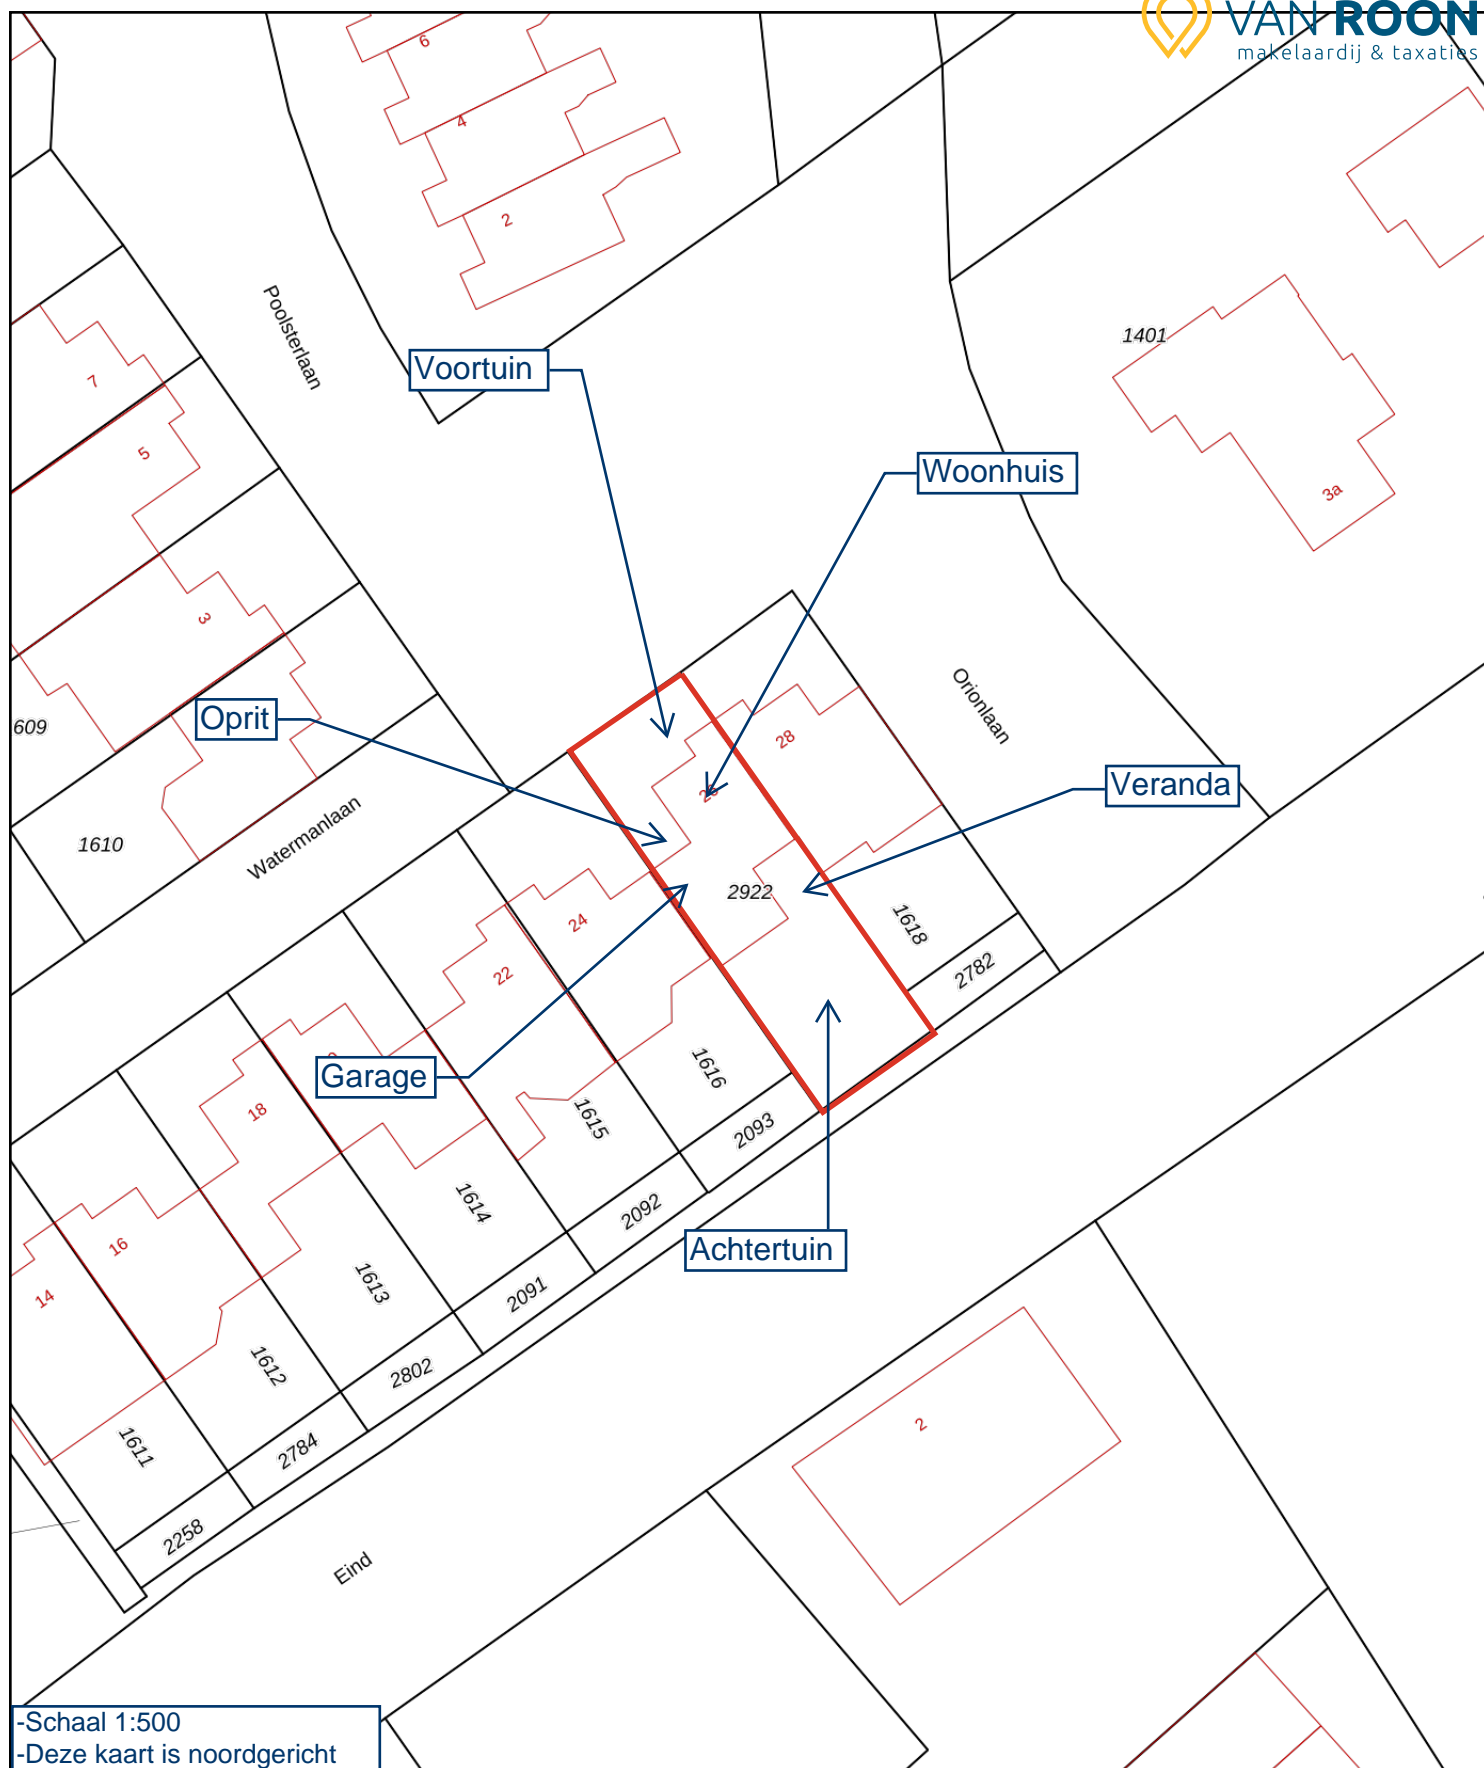 VAN ROON
makelaardij & taxaties
6
4
2
Poolsterlaan
7
5
3
1401
3a
Voortuin
Woonhuis
Oprit
Orionlaan
28
Veranda
609
1610
Watermanlaan
2922
24
22
1618
2782
Garage
18
1616
1615
2093
1614
2092
Achtertuin
16
14
1613
2091
1612
2802
1611
2784
2258
2
Eind
-Schaal 1:500
-Deze kaart is noordgericht